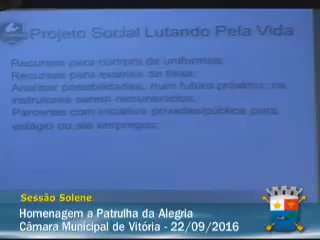 Projeto Social Lutando Pela Vida
Recursos para compra de uniformes;
Recursos para exames de faixa;
Analisar possibilidades, num futuro próximo, os
instrutores serem remunerados.
Parcerias com iniciativa privada/pública para
estágio ou até empregos;
Sessão Solene
Homenagem a Patrulha da Alegria
Câmara Municipal de Vitória - 22/09/2016